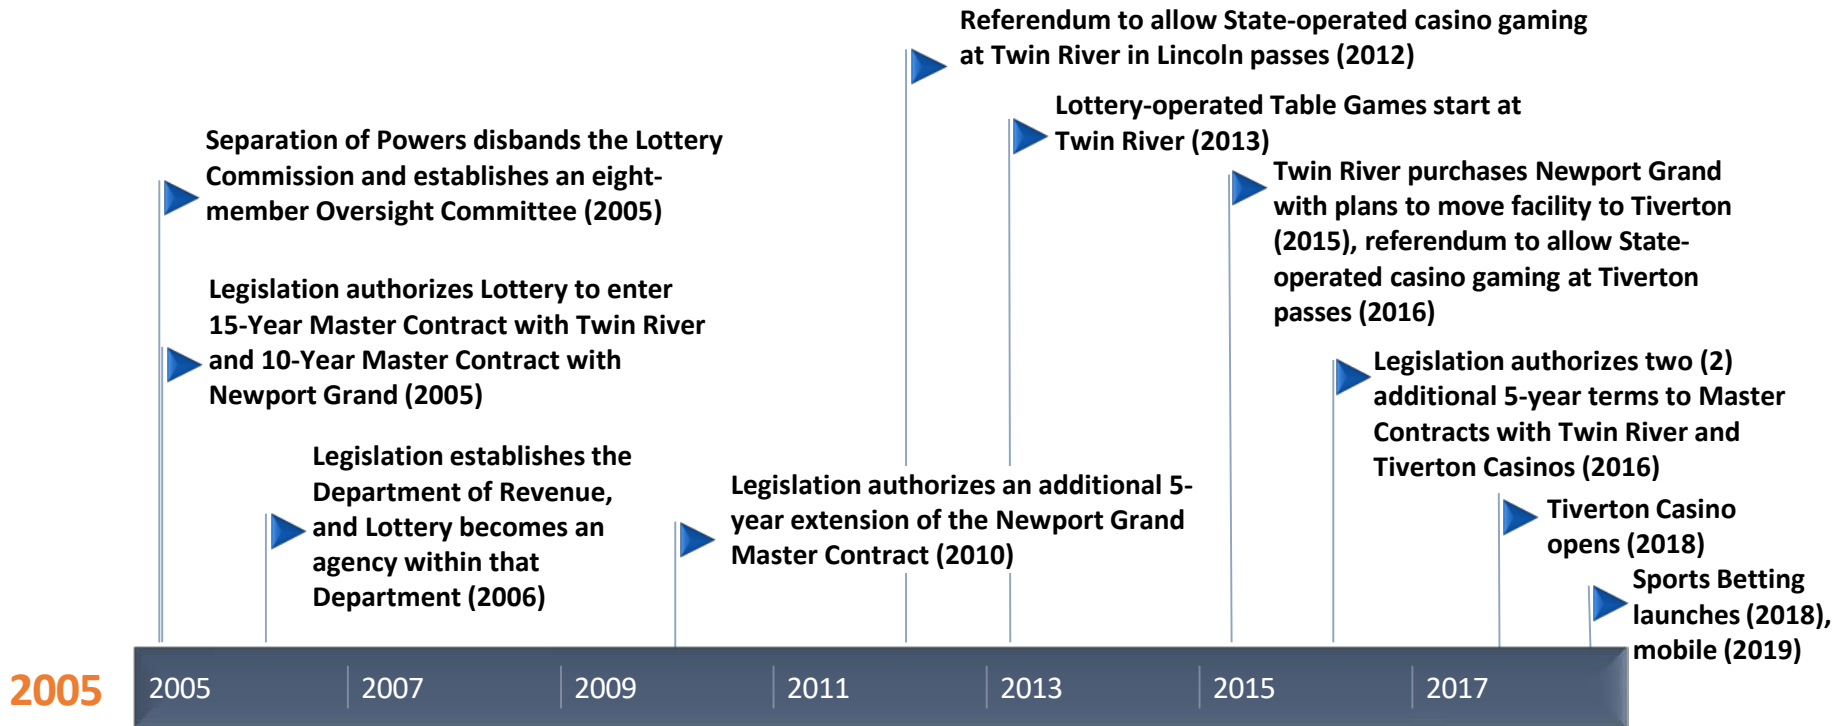 Referendum to allow State-operated casino gaming
at Twin River in Lincoln passes (2012)
Lottery-operated Table Games start at
Twin River (2013)
Separation of Powers disbands the Lottery
Commission and establishes an eight-
member Oversight Committee (2005)
Twin River purchases Newport Grand
with plans to move facility to Tiverton
(2015), referendum to allow State-
operated casino gaming at Tiverton
passes (2016)
Legislation authorizes Lottery to enter
15-Year Master Contract with Twin River
and 10-Year Master Contract with
Newport Grand (2005)
Legislation authorizes two (2)
additional 5-year terms to Master
Contracts with Twin River and
Tiverton Casinos (2016)
Legislation establishes the
Department of Revenue,
and Lottery becomes an
agency within that
Department (2006)
Legislation authorizes an additional 5-
year extension of the Newport Grand
Master Contract (2010)
Tiverton Casino
opens (2018)
Sports Betting
launches (2018),
mobile (2019)
2005
2005 2007 2009 2011 2013 2015 2017